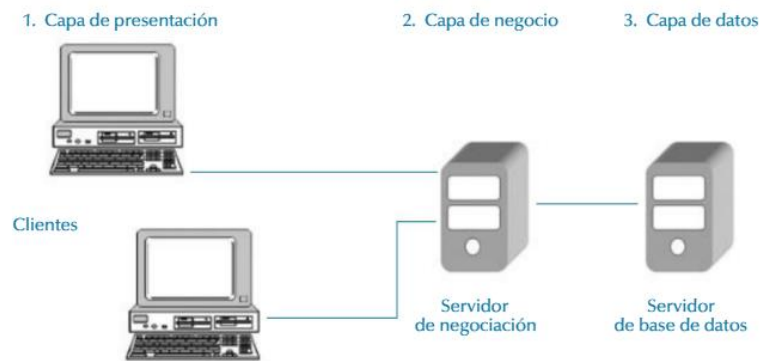 1. Capa de presentación
2. Capa de negocio
3. Capa de datos
Clientes
Servidor
de negociación
Servidor
de base de datos